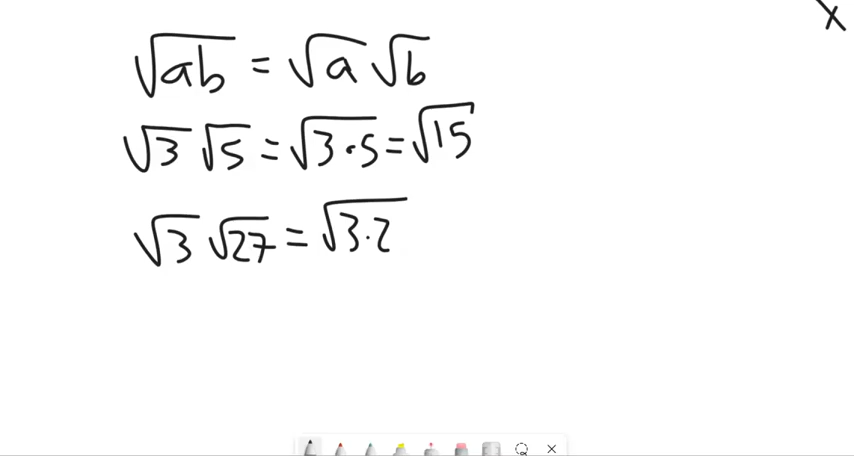 x
√ab = √a √b
√3 √5 = √3·5 = √15
√3 √27 = √3·2